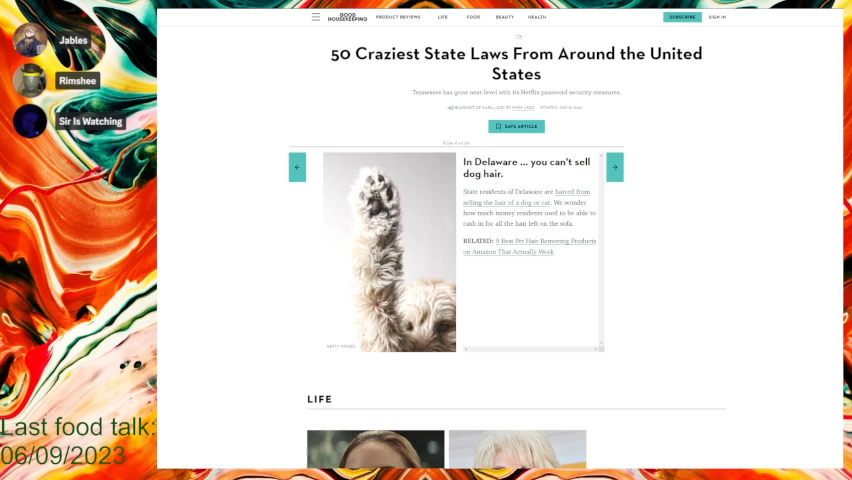 Jables
Rimshee
Sir Is Watching
Last food talk:
06/09/2023
GOOD
HOUSEKEEPING
PRODUCT REVIEWS
LIFE
FOOD
BEAUTY
HEALTH
SUBSCRIBE
SIGN IN
50 Craziest State Laws From Around the United
States
Tennessee has gone next-level with its Netflix password security measures.
BY KARA LADD
SAVE ARTICLE
In Delaware ... you can't sell
dog hair.
State residents of Delaware are barred from
selling the hair of a dog or cat. We wonder
how much money residents used to be able to
cash in for all the hair left on the sofa.
RELATED: 9 Best Pet Hair Removing Products
on Amazon That Actually Work
GETTY IMAGES
LIFE